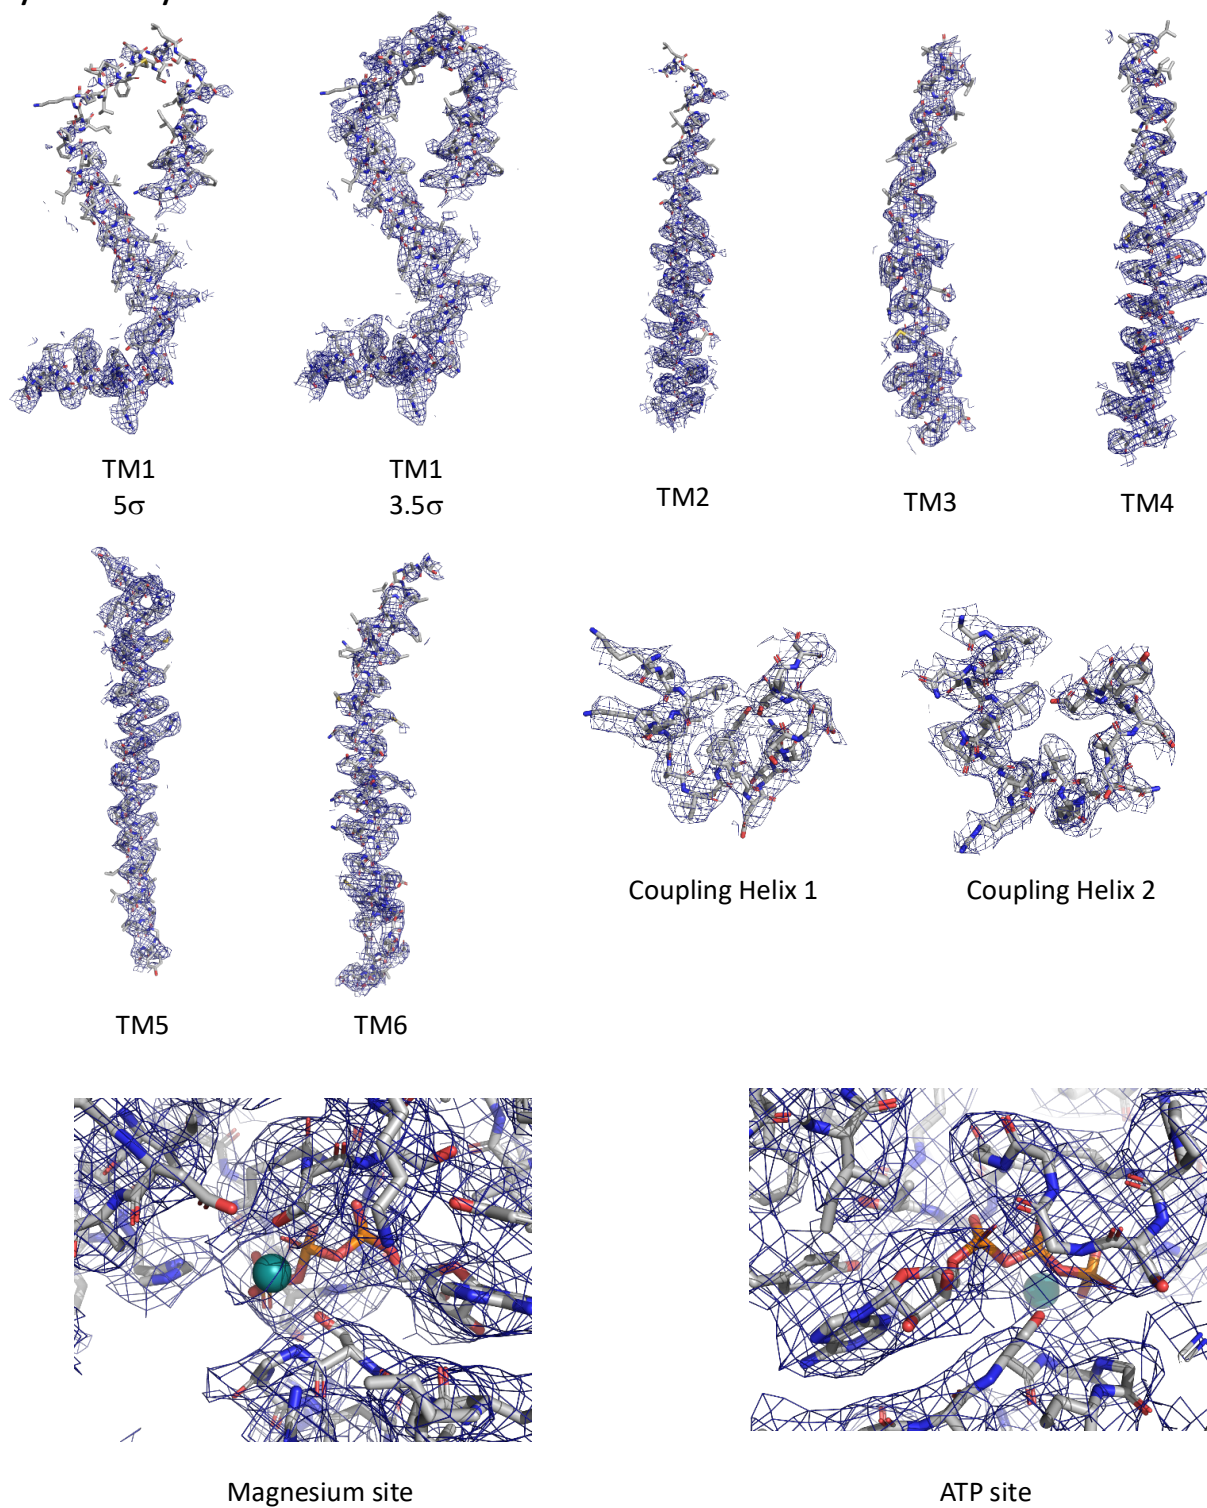 TM1
5σ
TM1
3.5σ
TM2
TM3
TM4
TM5
TM6
Coupling Helix 1
Coupling Helix 2
Magnesium site
ATP site